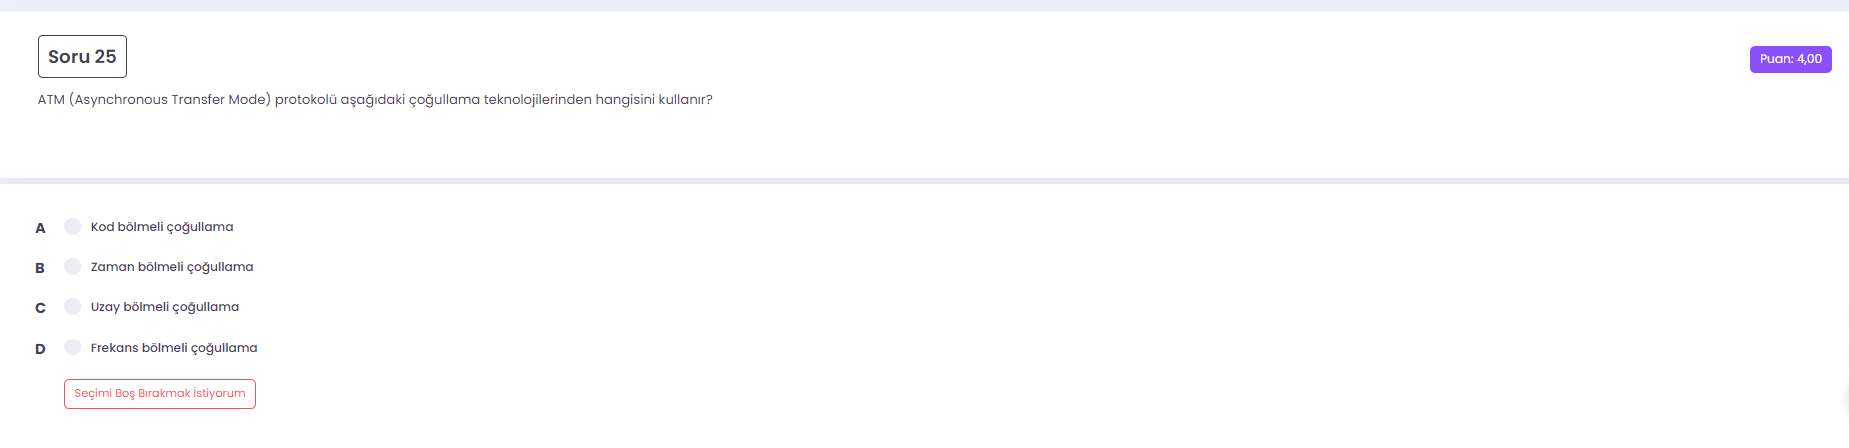 Soru 25
Puan: 4,00
ATM (Asynchronous Transfer Mode) protokolü aşağıdaki çoğullama teknolojilerinden hangisini kullanır?
A Kod bölmeli çoğullama
B Zaman bölmeli çoğullama
C Uzay bölmeli çoğullama
D Frekans bölmeli çoğullama
Seçimi Boş Bırakmak İstiyorum